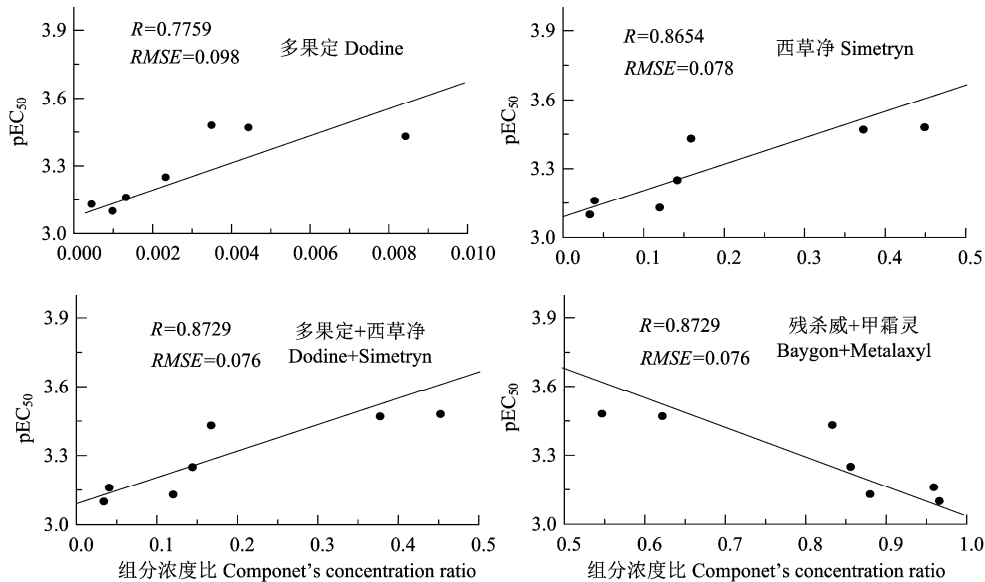 3.9
3.6
3.3
3.0
pEC50
R=0.7759
RMSE=0.098
多果定 Dodine
0.000 0.002 0.004 0.006 0.008 0.010
3.9
3.6
3.3
3.0
pEC50
R=0.8654
RMSE=0.078
西草净 Simetryn
0.0 0.1 0.2 0.3 0.4 0.5
3.9
3.6
3.3
3.0
pEC50
R=0.8729
RMSE=0.076
多果定+西草净
Dodine+Simetryn
0.0 0.1 0.2 0.3 0.4 0.5
组分浓度比 Componet's concentration ratio
3.9
3.6
3.3
3.0
pEC50
R=0.8729
RMSE=0.076
残杀威+甲霜灵
Baygon+Metalaxyl
0.5 0.6 0.7 0.8 0.9 1.0
组分浓度比 Componet's concentration ratio